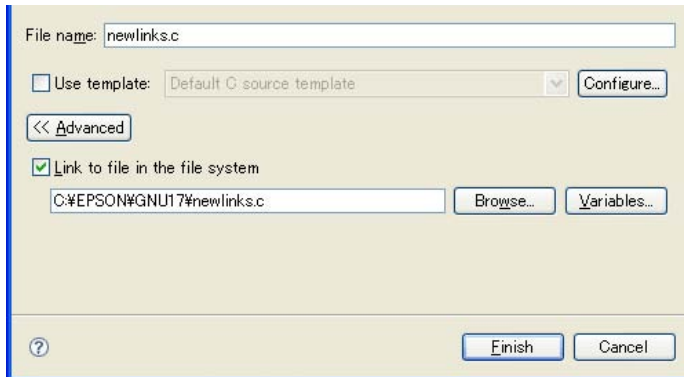 File name: newlinks.c
Use template: Default C source template Configure...
<< Advanced
Link to file in the file system
C:¥EPSON¥GNU17¥newlinks.c Browse... Variables...
? Finish Cancel